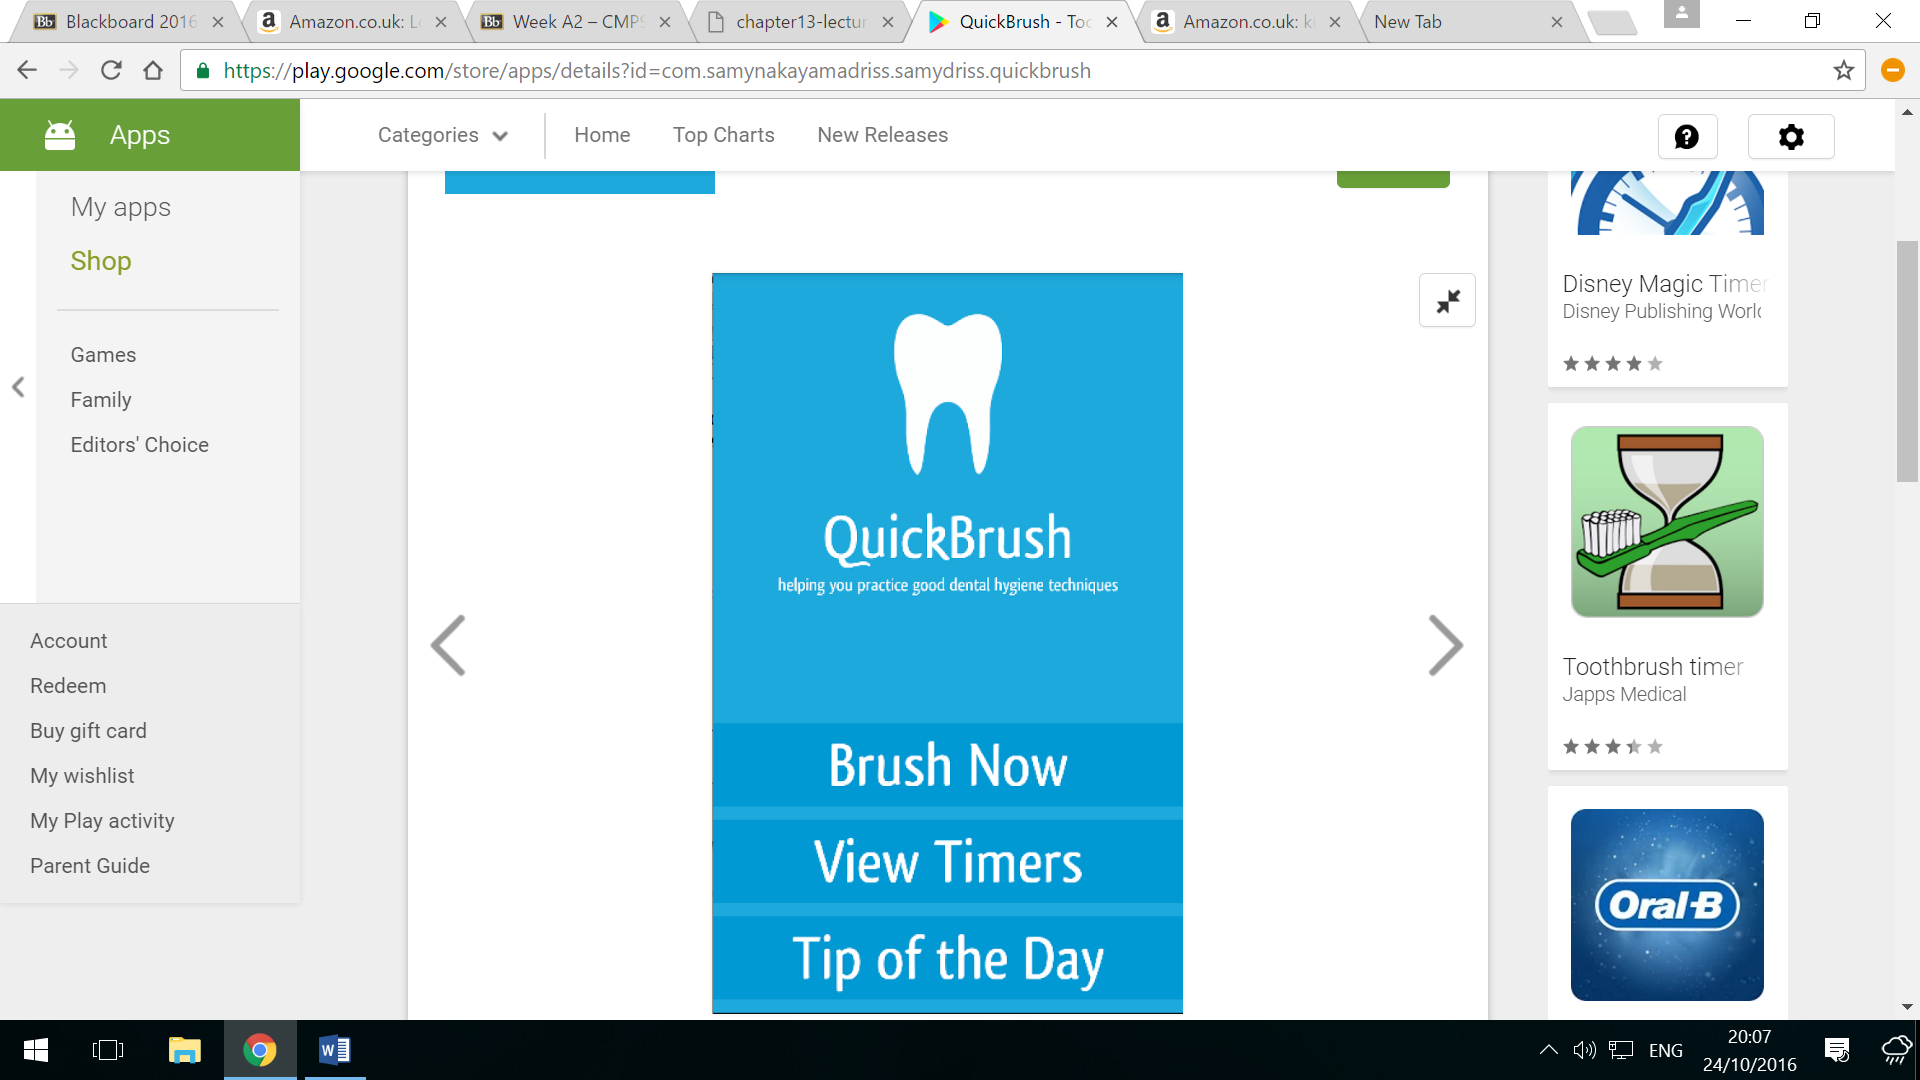 Blackboard 2016
Amazon.co.uk: Lo
Week A2 – CMP9
chapter13-lectur
QuickBrush - Too
Amazon.co.uk: ki
New Tab
https://play.google.com/store/apps/details?id=com.samynakayamadriss.samydriss.quickbrush
Apps
Categories
Home
Top Charts
New Releases
My apps
Shop
Games
Family
Editors' Choice
Account
Redeem
Buy gift card
My wishlist
My Play activity
Parent Guide
QuickBrush
helping you practice good dental hygiene techniques
Brush Now
View Timers
Tip of the Day
Disney Magic Timer
Disney Publishing World
Toothbrush timer
Japps Medical
Oral-B
ENG
20:07
24/10/2016